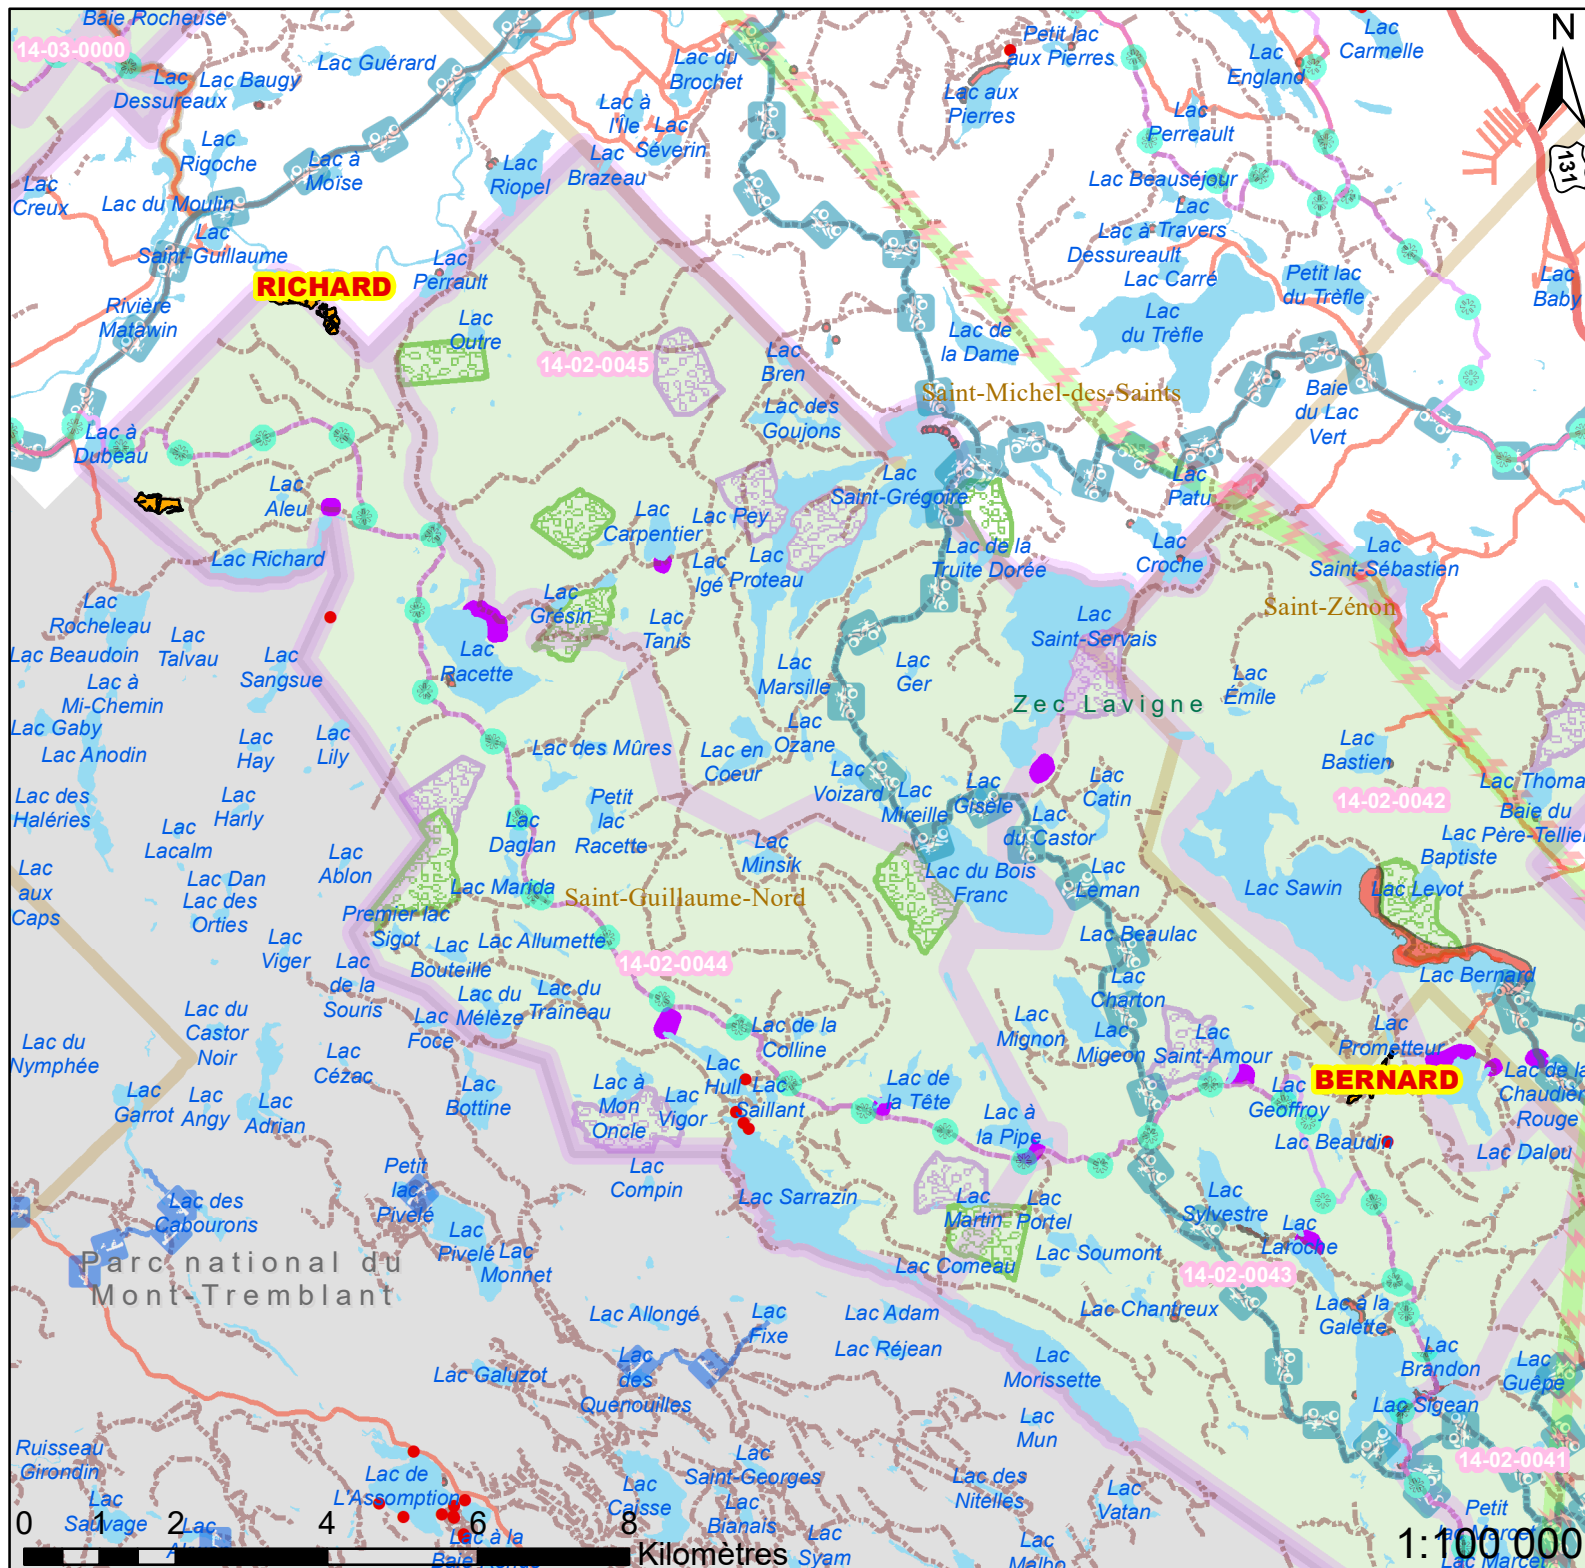 Baie Rocheuse
14-03-0000
Lac
Dessureaux
Lac Baugy
Lac Guérard
Lac du
Brochet
Petit lac
aux Pierres
Lac aux
Pierres
Lac
England
Lac
Carmelle
N
131
Lac
Rigoche
Lac à
Moïse
Lac
Riopel
Lac à
l'Île
Lac
Séverin
Lac
Brazeau
Lac
Perreault
Lac
Creux
Lac du Moulin
Lac
Saint-Guillaume
Lac Beauséjour
Lac
à Travers
Lac
Dessureault
Lac Carré
Petit lac
du Trèfle
Lac
du Trèfle
Lac
Baby
RICHARD
Lac
Perrault
Rivière
Matawin
Lac
Outre
14-02-0045
Lac
Bren
Lac de
la Dame
Saint-Michel-des-Saints
Lac des
Goujons
Baie
du Lac
Vert
Lac à
Dubeau
Lac
Aleu
Lac
Saint-Grégoire
Lac
Patu
Lac
Carpentier
Lac Pey
Lac Richard
Lac
Igé
Lac
Proteau
Lac de la
Truite Dorée
Lac
Croche
Lac
Saint-Sébastien
Lac
Rocheleau
Lac
Grésin
Lac
Tanis
Lac
Saint-Servais
Saint-Zénon
Lac Beaudoin
Lac
Talvau
Lac
Sangsue
Lac
Racette
Lac
Marsille
Lac
Ger
Lac
Émile
Lac à
Mi-Chemin
Zec Lavigne
Lac Gaby
Lac Anodin
Lac
Hay
Lac
Lily
Lac des Mûres
Lac en
Coeur
Lac
Ozane
Lac
Bastien
Lac
Voizard
Lac
Mireille
Lac
Gisèle
Lac
Catin
14-02-0042
Lac Thoma
Lac des
Haléries
Lac
Harly
Petit
lac
Racette
Lac
du Castor
Baie du
Père-Tellier
Lac
Lacalm
Lac
Daglan
Lac
Minsik
Lac
Baptiste
Lac
aux
Caps
Lac Dan
Lac
Ablon
Lac Marida
Saint-Guillaume-Nord
Lac du Bois
Franc
Lac
Leman
Lac Sawin
Lac Levot
Lac des
Orties
Premier lac
Sigot
Lac
Viger
Lac
Bouteille
Lac Allumette
14-02-0044
Lac Beaulac
Lac Bernard
Lac
de la
Souris
Lac du
Mélèze
Lac du
Traîneau
Lac
Charton
Lac du
Castor
Noir
Lac
Foce
Lac de la
Colline
Lac
Mignon
Lac
Migeon
Lac
Saint-Amour
Lac
Prometteur
Lac du
Nymphée
Lac
Cézac
Lac
Hull
BERNARD
Lac de la
Chaudière
Rouge
Lac
Garrot
Lac
Angy
Lac
Adrian
Lac
Bottine
Lac à
Mon
Oncle
Lac
Vigor
Lac
Saillant
Lac de
la Tête
Lac à
la Pipe
Lac
Geoffroy
Lac Beaudin
Lac Dalou
Petit
lac
Pivelé
Lac
Compin
Lac Sarrazin
Lac
Martin
Lac
Portel
Lac
Sylvestre
Lac
Laroche
Lac des
Cabourons
Lac
Pivelé
Lac
Monnet
Lac Comeau
Lac Soumont
14-02-0043
Parc national du
Mont-Tremblant
Lac Allongé
Lac
Fixe
Lac Adam
Lac Chantreux
Lac à la
Galette
Lac Réjean
Lac Galuzot
Lac
des
Quenouilles
Lac
Morissette
Lac
Brandon
Lac
Guêpe
Lac Sigean
Lac
Mun
14-02-0041
Ruisseau
Girondin
Lac de
L'Assomption
Lac
Caisse
Lac
Saint-Georges
Lac
Bianais
Lac des
Nitelles
Lac
Vatan
Lac
Sauvage
Lac
Lac à la
Lac
Syam
Lac
Malbo
Petit
Lac Marcet
0 1 2 4 6 8
Kilomètres
1:100 000